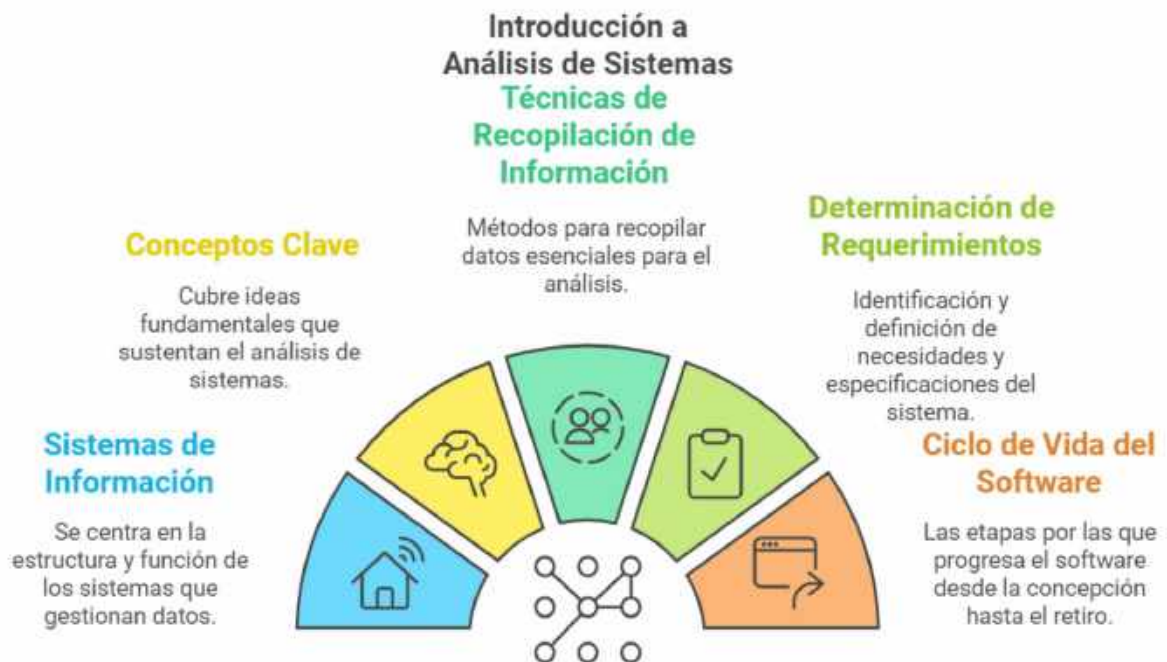 Introducción a
Análisis de Sistemas
Técnicas de
Recopilación de
Información
Métodos para recopilar
datos esenciales para el
análisis.
Conceptos Clave
Cubre ideas
fundamentales que
sustentan el análisis de
sistemas.
Determinación de
Requerimientos
Identificación y
definición de
necesidades y
especificaciones del
sistema.
Sistemas de
Información
Se centra en la
estructura y función de
los sistemas que
gestionan datos.
Ciclo de Vida del
Software
Las etapas por las que
progresa el software
desde la concepción
hasta el retiro.